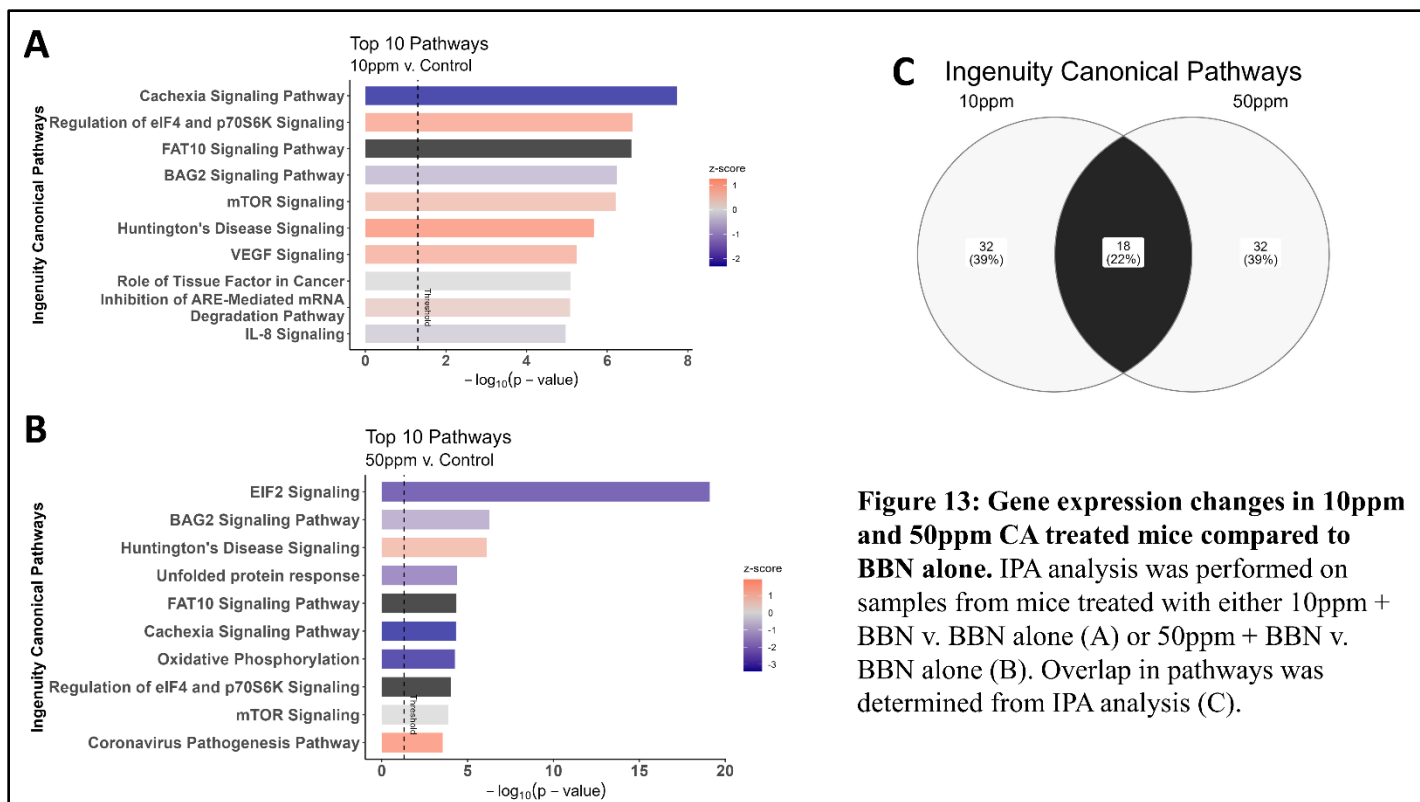 A
Top 10 Pathways
10ppm v. Control
Ingenuity Canonical Pathways
Cachexia Signaling Pathway
Regulation of eIF4 and p70S6K Signaling
FAT10 Signaling Pathway
BAG2 Signaling Pathway
mTOR Signaling
Huntington's Disease Signaling
VEGF Signaling
Role of Tissue Factor in Cancer
Inhibition of ARE-Mediated mRNA
Degradation Pathway
IL-8 Signaling
Threshold
0 2 4 6 8
−log10(p − value)
z-score
1
0
-1
-2
B
Top 10 Pathways
50ppm v. Control
Ingenuity Canonical Pathways
EIF2 Signaling
BAG2 Signaling Pathway
Huntington's Disease Signaling
Unfolded protein response
FAT10 Signaling Pathway
Cachexia Signaling Pathway
Oxidative Phosphorylation
Regulation of eIF4 and p70S6K Signaling
mTOR Signaling
Coronavirus Pathogenesis Pathway
Threshold
0 5 10 15 20
−log10(p − value)
z-score
1
0
-1
-2
-3
C
Ingenuity Canonical Pathways
10ppm 50ppm
32 18 32
(39%) (22%) (39%)
Figure 13: Gene expression changes in 10ppm
and 50ppm CA treated mice compared to
BBN alone. IPA analysis was performed on
samples from mice treated with either 10ppm +
BBN v. BBN alone (A) or 50ppm + BBN v.
BBN alone (B). Overlap in pathways was
determined from IPA analysis (C).